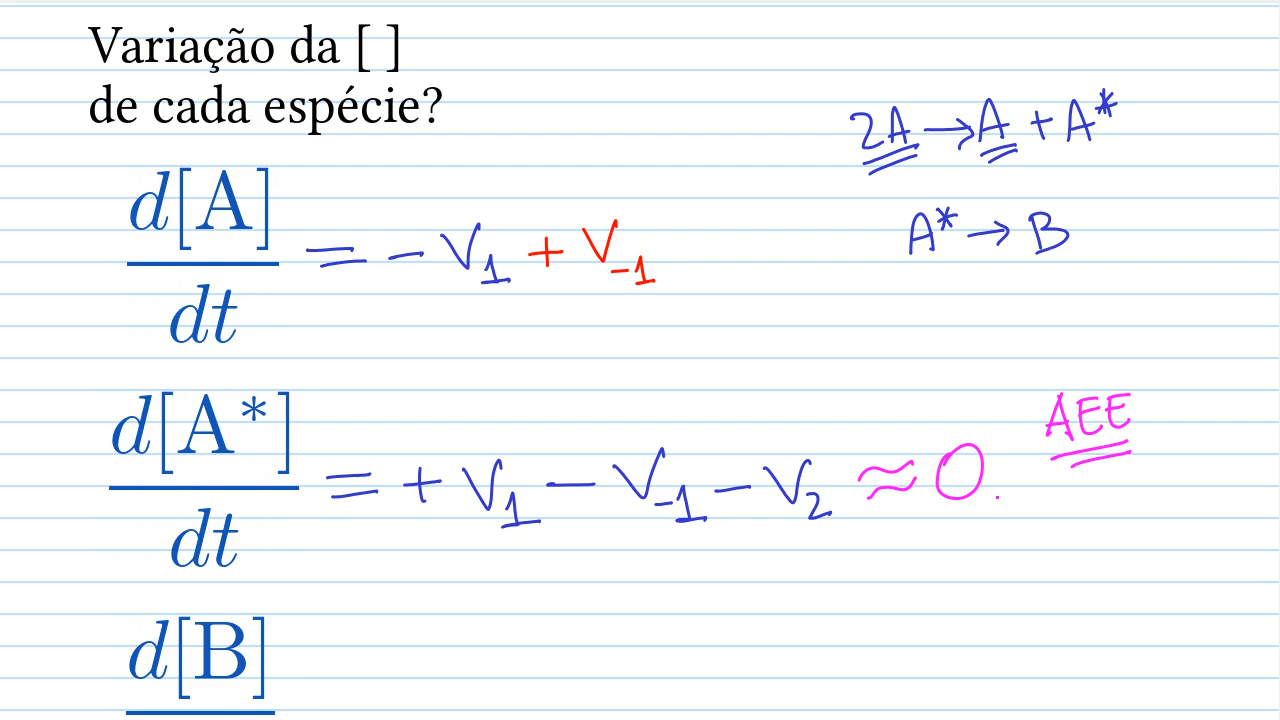 Variação da [ ]
de cada espécie?
2A → A + A*
A* → B
d[A]/dt = - V₁ + V₋₁
AEE
d[A*]/dt = + V₁ - V₋₁ - V₂ ≈ 0.
d[B]